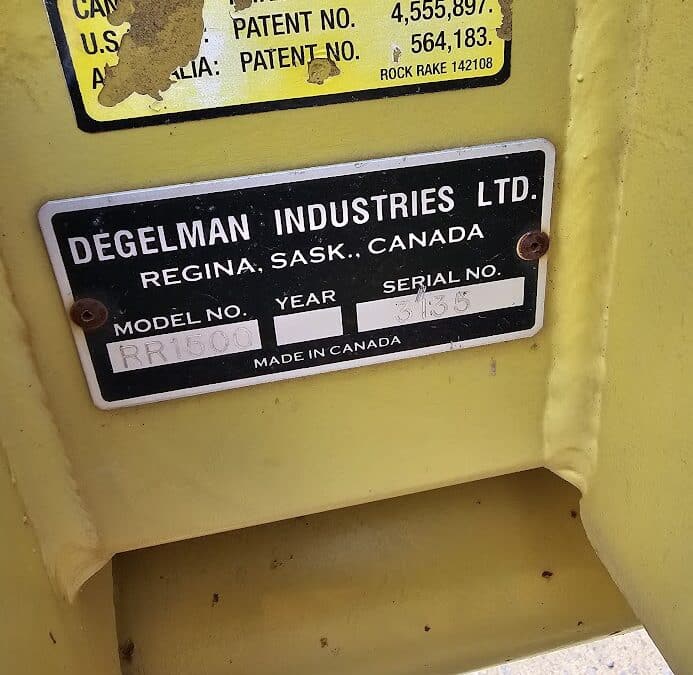 CAN
PATENT NO. 4,555,897.
U.S
PATENT NO. 564,183.
ROCK RAKE 142108
DEGELMAN INDUSTRIES LTD.
REGINA, SASK., CANADA
MODEL NO. YEAR SERIAL NO.
RR1500 3135
MADE IN CANADA